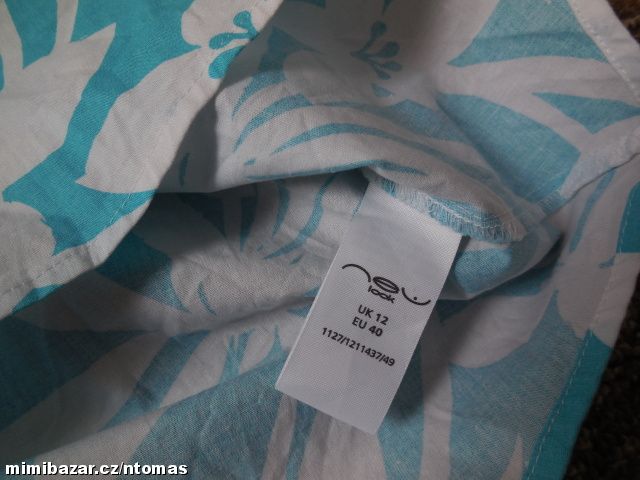 new
look
UK 12
EU 40
1127/1211437/49
mimibazar.cz/ntomas